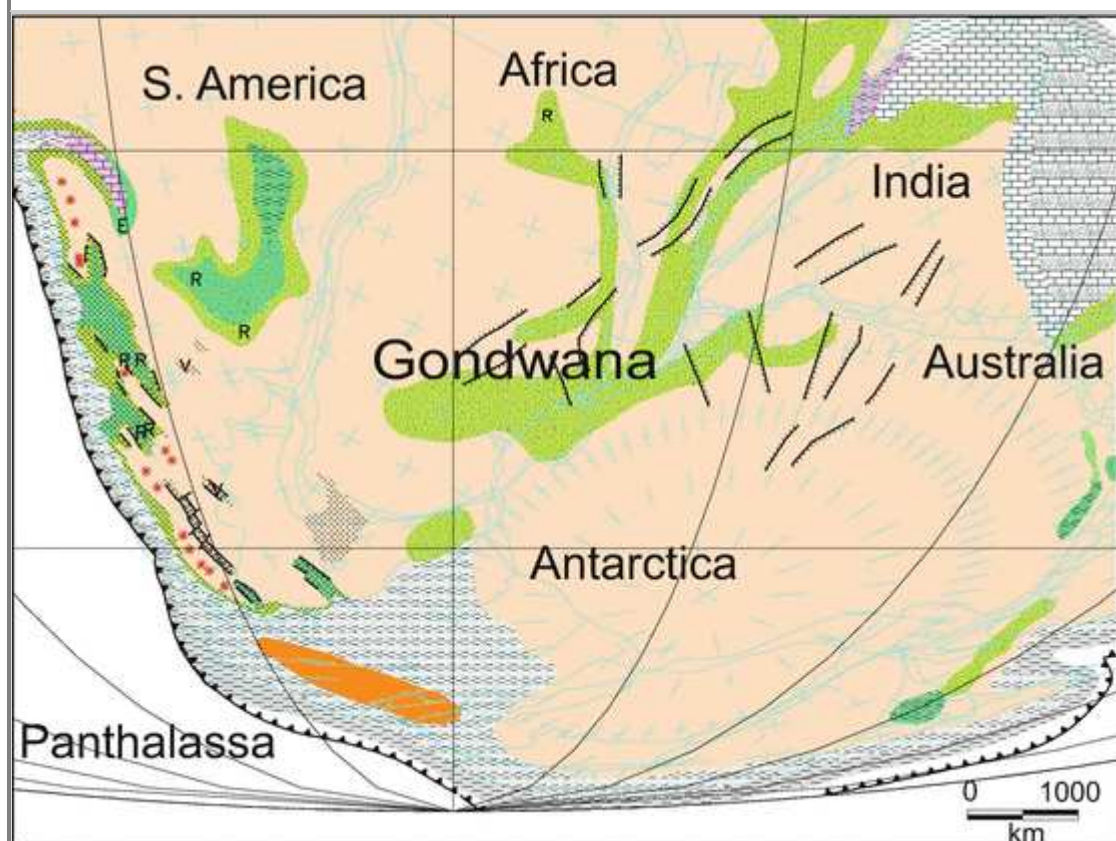 Africa
S. America
R
India
E
R
R
Gondwana
R R
V
Australia
R R
Antarctica
Panthalassa
0 1000
km